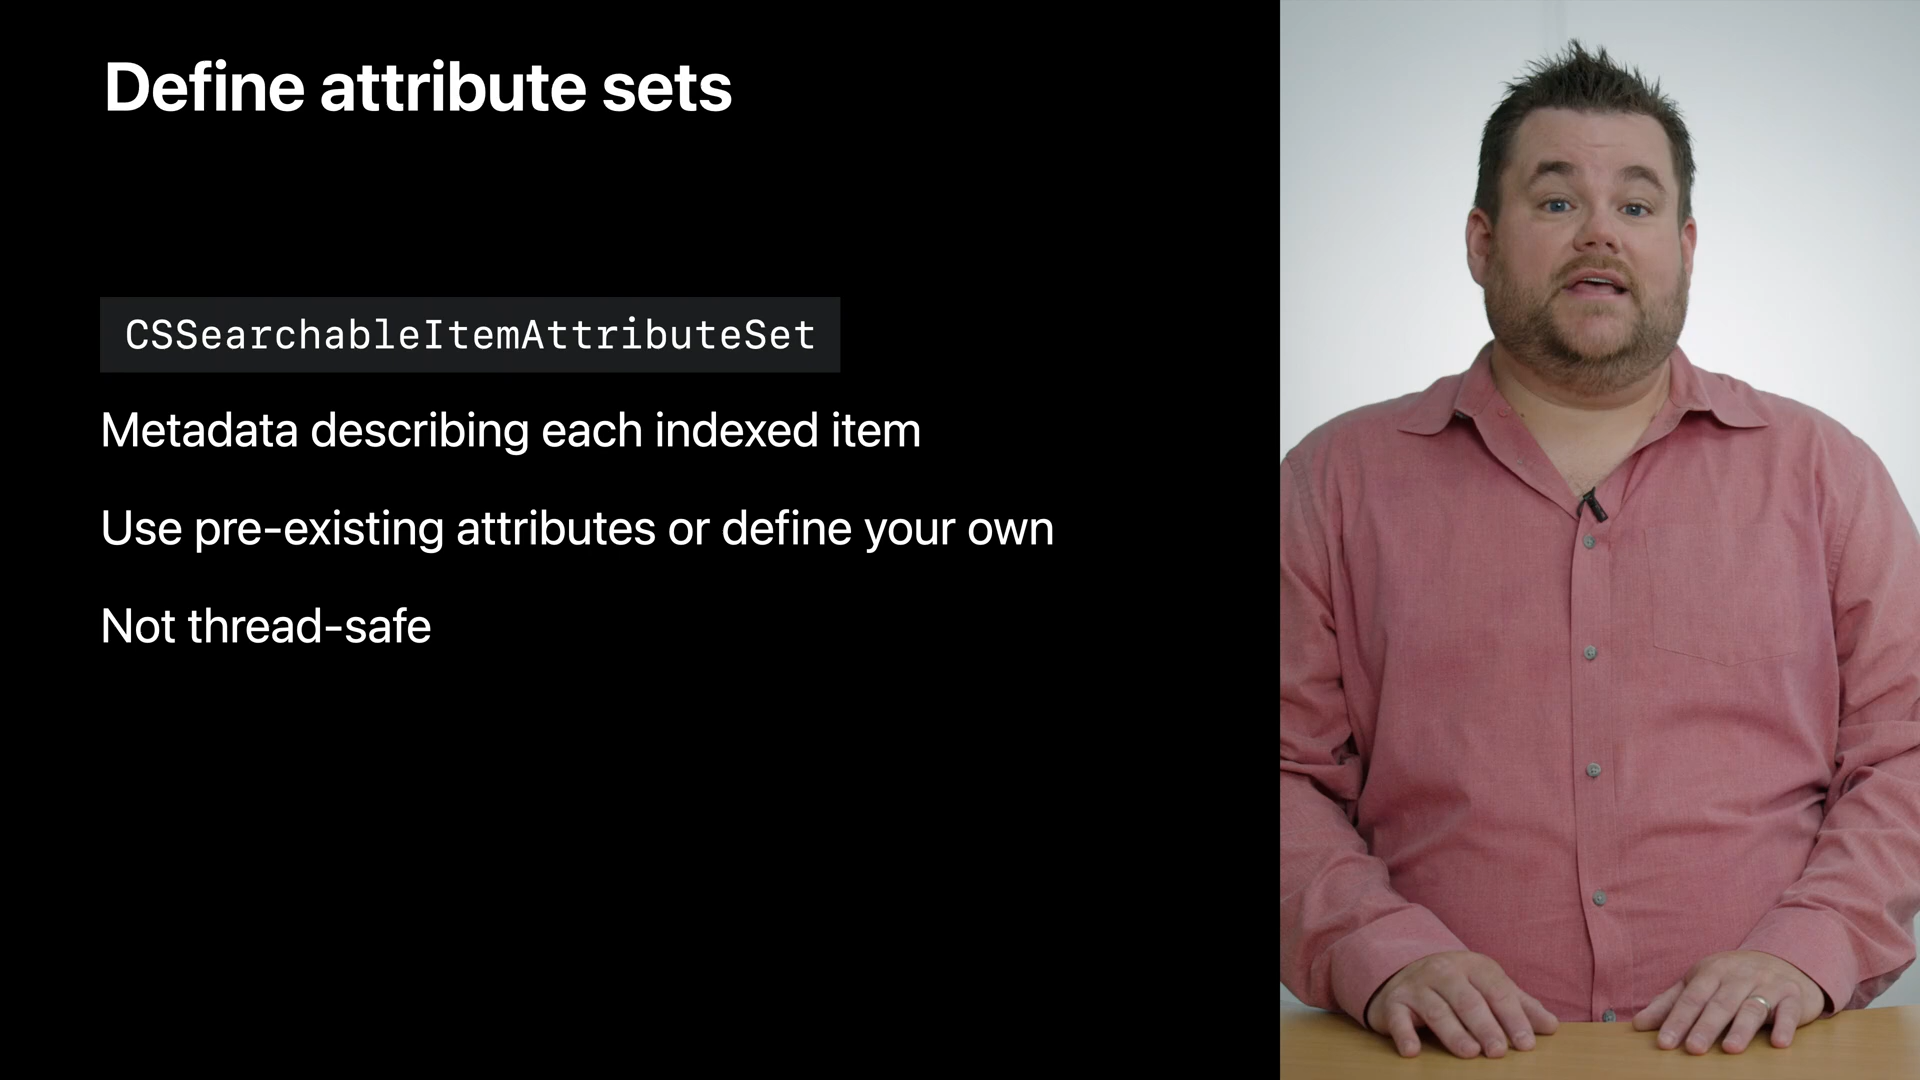 Define attribute sets
CSSearchableItemAttributeSet
Metadata describing each indexed item
Use pre-existing attributes or define your own
Not thread-safe